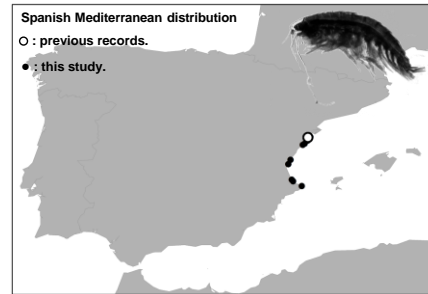 Spanish Mediterranean distribution
: previous records.
: this study.